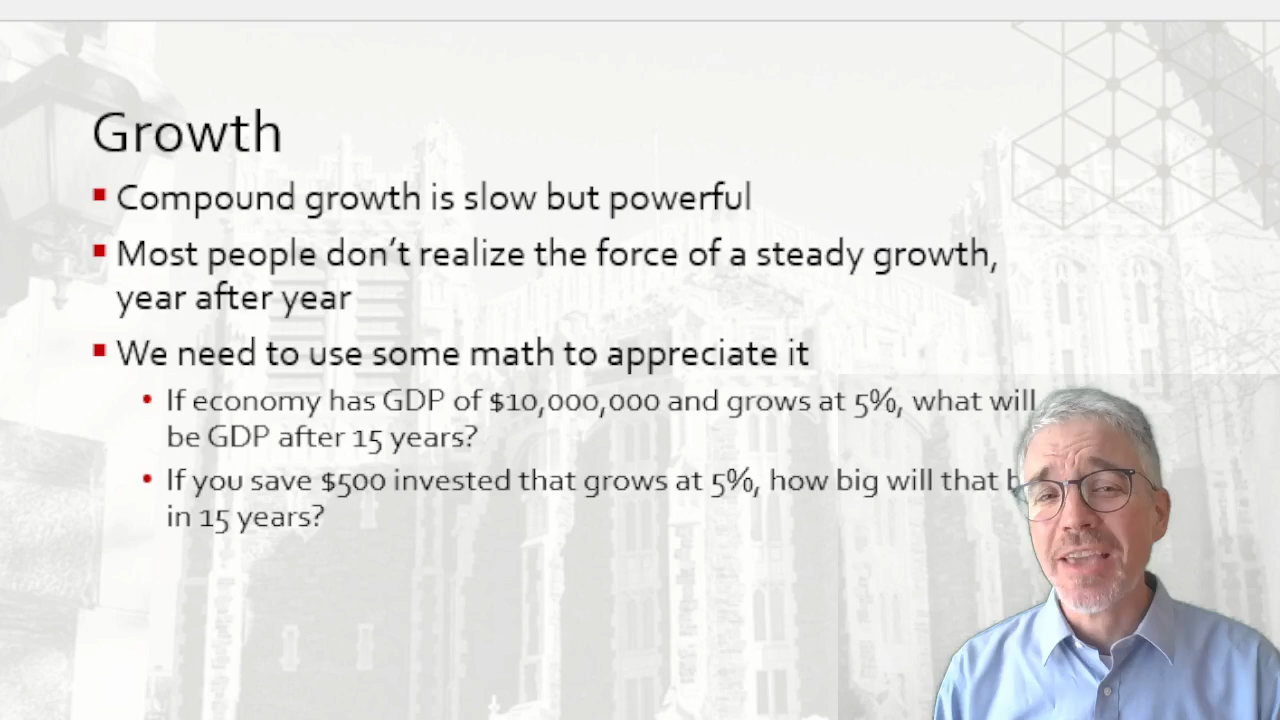 Growth
Compound growth is slow but powerful
Most people don't realize the force of a steady growth,
year after year
We need to use some math to appreciate it
If economy has GDP of $10,000,000 and grows at 5%, what will
be GDP after 15 years?
If you save $500 invested that grows at 5%, how big will that
in 15 years?